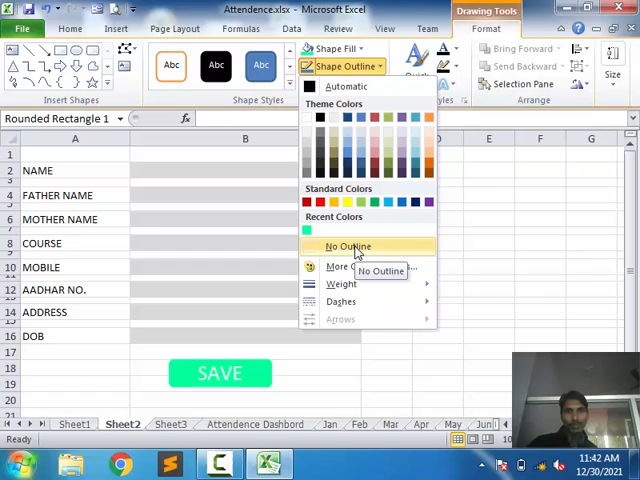 Attendence.xlsx - Microsoft Excel
Drawing Tools
File Home Insert Page Layout Formulas Data Review View Team Format
Abc Abc Abc
Shape Fill
Shape Outline
A Quick
Bring Forward
Send Backward
Selection Pane
Size
Insert Shapes Shape Styles Arrange
Automatic
Theme Colors
Standard Colors
Recent Colors
No Outline
No Outline
Weight
Dashes
Arrows
Rounded Rectangle 1 fx
A B E F G
1
2 NAME
3
4 FATHER NAME
5
6 MOTHER NAME
7
8 COURSE
9
10 MOBILE
11
12 AADHAR NO.
13
14 ADDRESS
15
16 DOB
17
18 SAVE
19
20
21
Sheet1 Sheet2 Sheet3 Attendence Dashboard Jan Feb Mar Apr May Jun
Ready
11:42 AM
12/30/2021